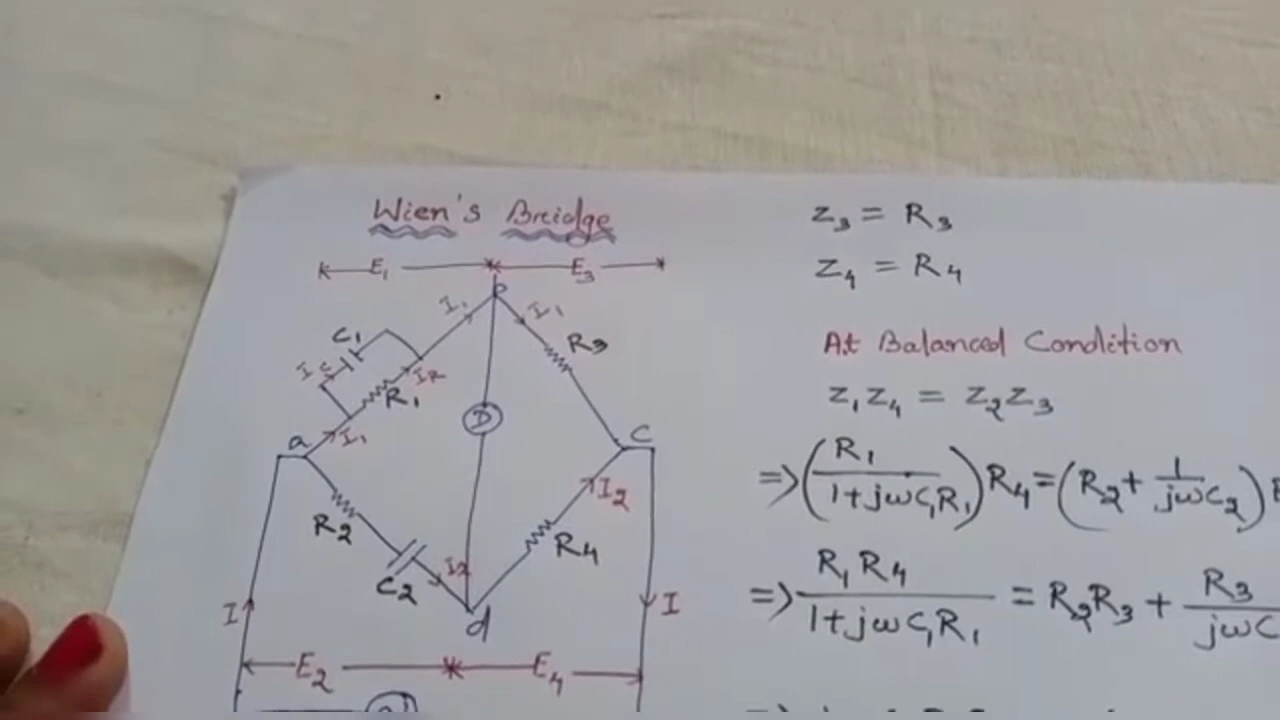 Wien's Bridge
E₁ E₃
b
I₁ I₁
C₁
R₃
I_c
I_R
R₁
a
I₁
D
C
R₂
I₂
R₄
C₂
I₂
d
I
I
E₂ E₄
Z₃ = R₃
Z₄ = R₄
At Balanced Condition
Z₁Z₄ = Z₂Z₃
⇒(R₁/(1+jωC₁R₁))R₄=(R₂+1/(jωC₂))
⇒R₁R₄/(1+jωC₁R₁) = R₂R₃ + R₃/(jωC